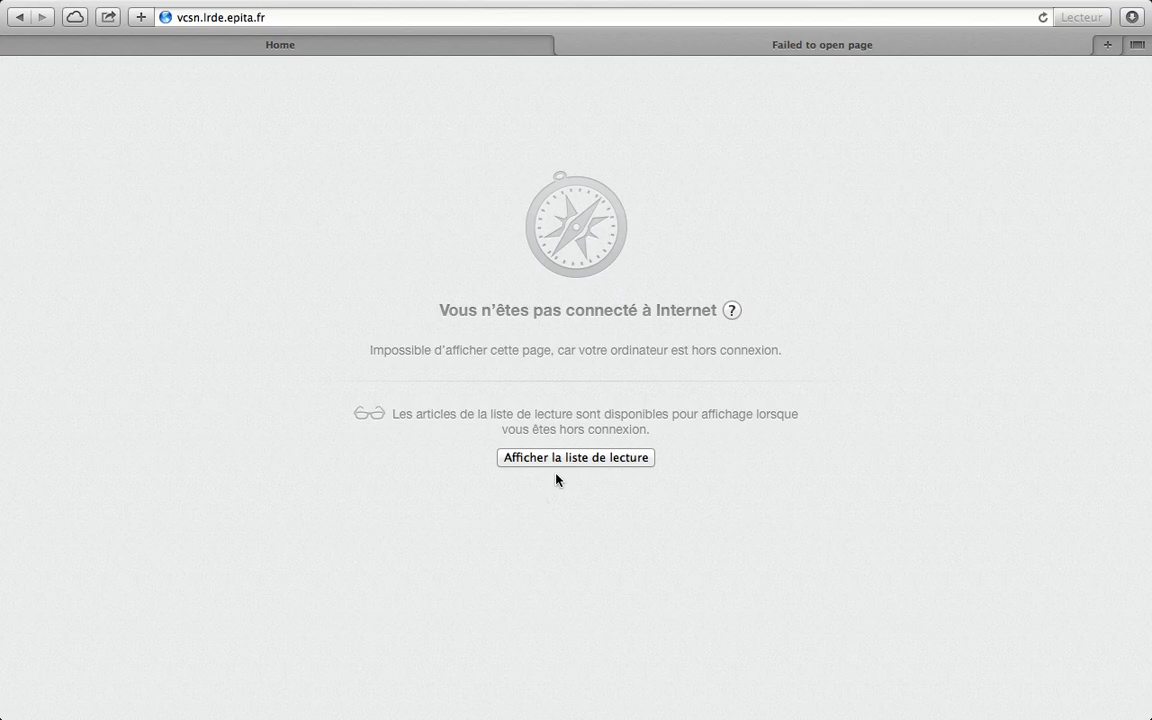 vcsn.lrde.epita.fr
Lecteur
Home
Failed to open page
Vous n’êtes pas connecté à Internet ?
Impossible d’afficher cette page, car votre ordinateur est hors connexion.
Les articles de la liste de lecture sont disponibles pour affichage lorsque
vous êtes hors connexion.
Afficher la liste de lecture